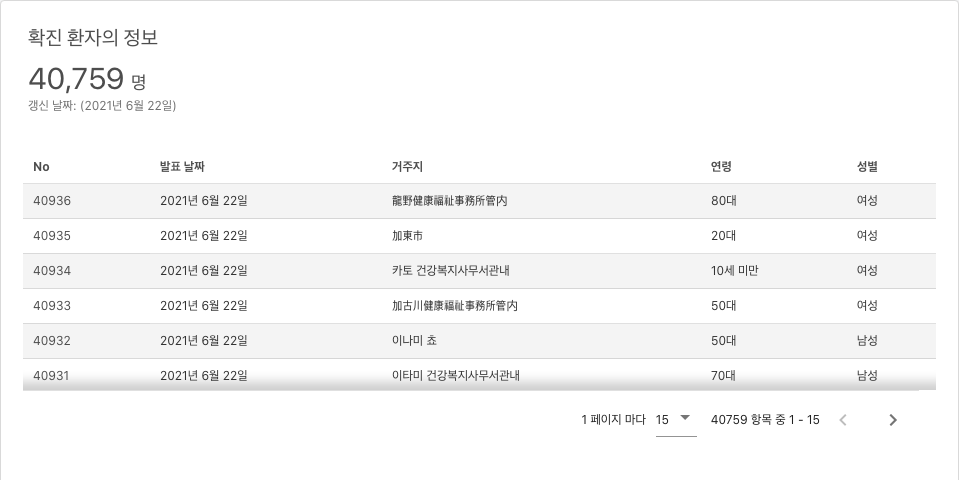 확진 환자의 정보
40,759 명
갱신 날짜: (2021년 6월 22일)
No 발표 날짜 거주지 연령 성별
40936 2021년 6월 22일 龍野健康福祉事務所管内 80대 여성
40935 2021년 6월 22일 加東市 20대 여성
40934 2021년 6월 22일 카토 건강복지사무서관내 10세 미만 여성
40933 2021년 6월 22일 加古川健康福祉事務所管内 50대 여성
40932 2021년 6월 22일 이나미 쵸 50대 남성
40931 2021년 6월 22일 이타미 건강복지사무서관내 70대 남성
1 페이지 마다 15 40759 항목 중 1 - 15